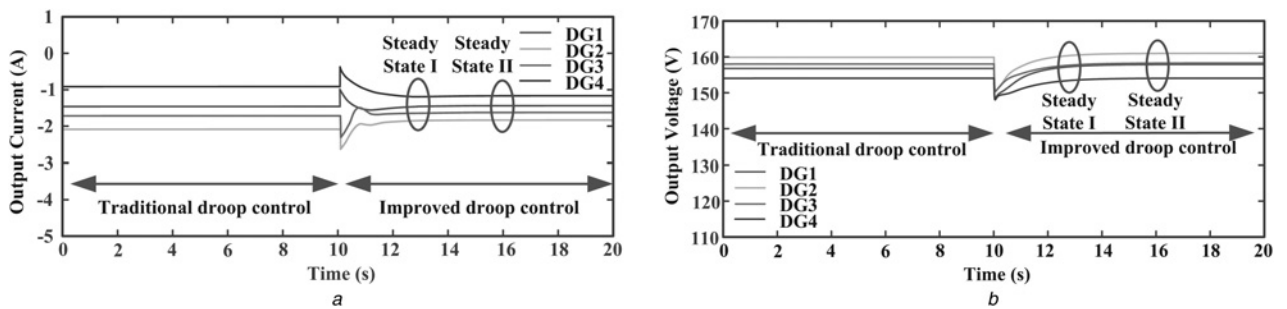 1
0
-1
-2
-3
-4
-5
Output Current (A)
Steady
State I
Steady
State II
DG1
DG2
DG3
DG4
Traditional droop control
Improved droop control
0 2 4 6 8 10 12 14 16 18 20
Time (s)
a
170
160
150
140
130
120
110
Output Voltage (V)
Steady
State I
Steady
State II
Traditional droop control
Improved droop control
DG1
DG2
DG3
DG4
0 2 4 6 8 10 12 14 16 18 20
Time (s)
b